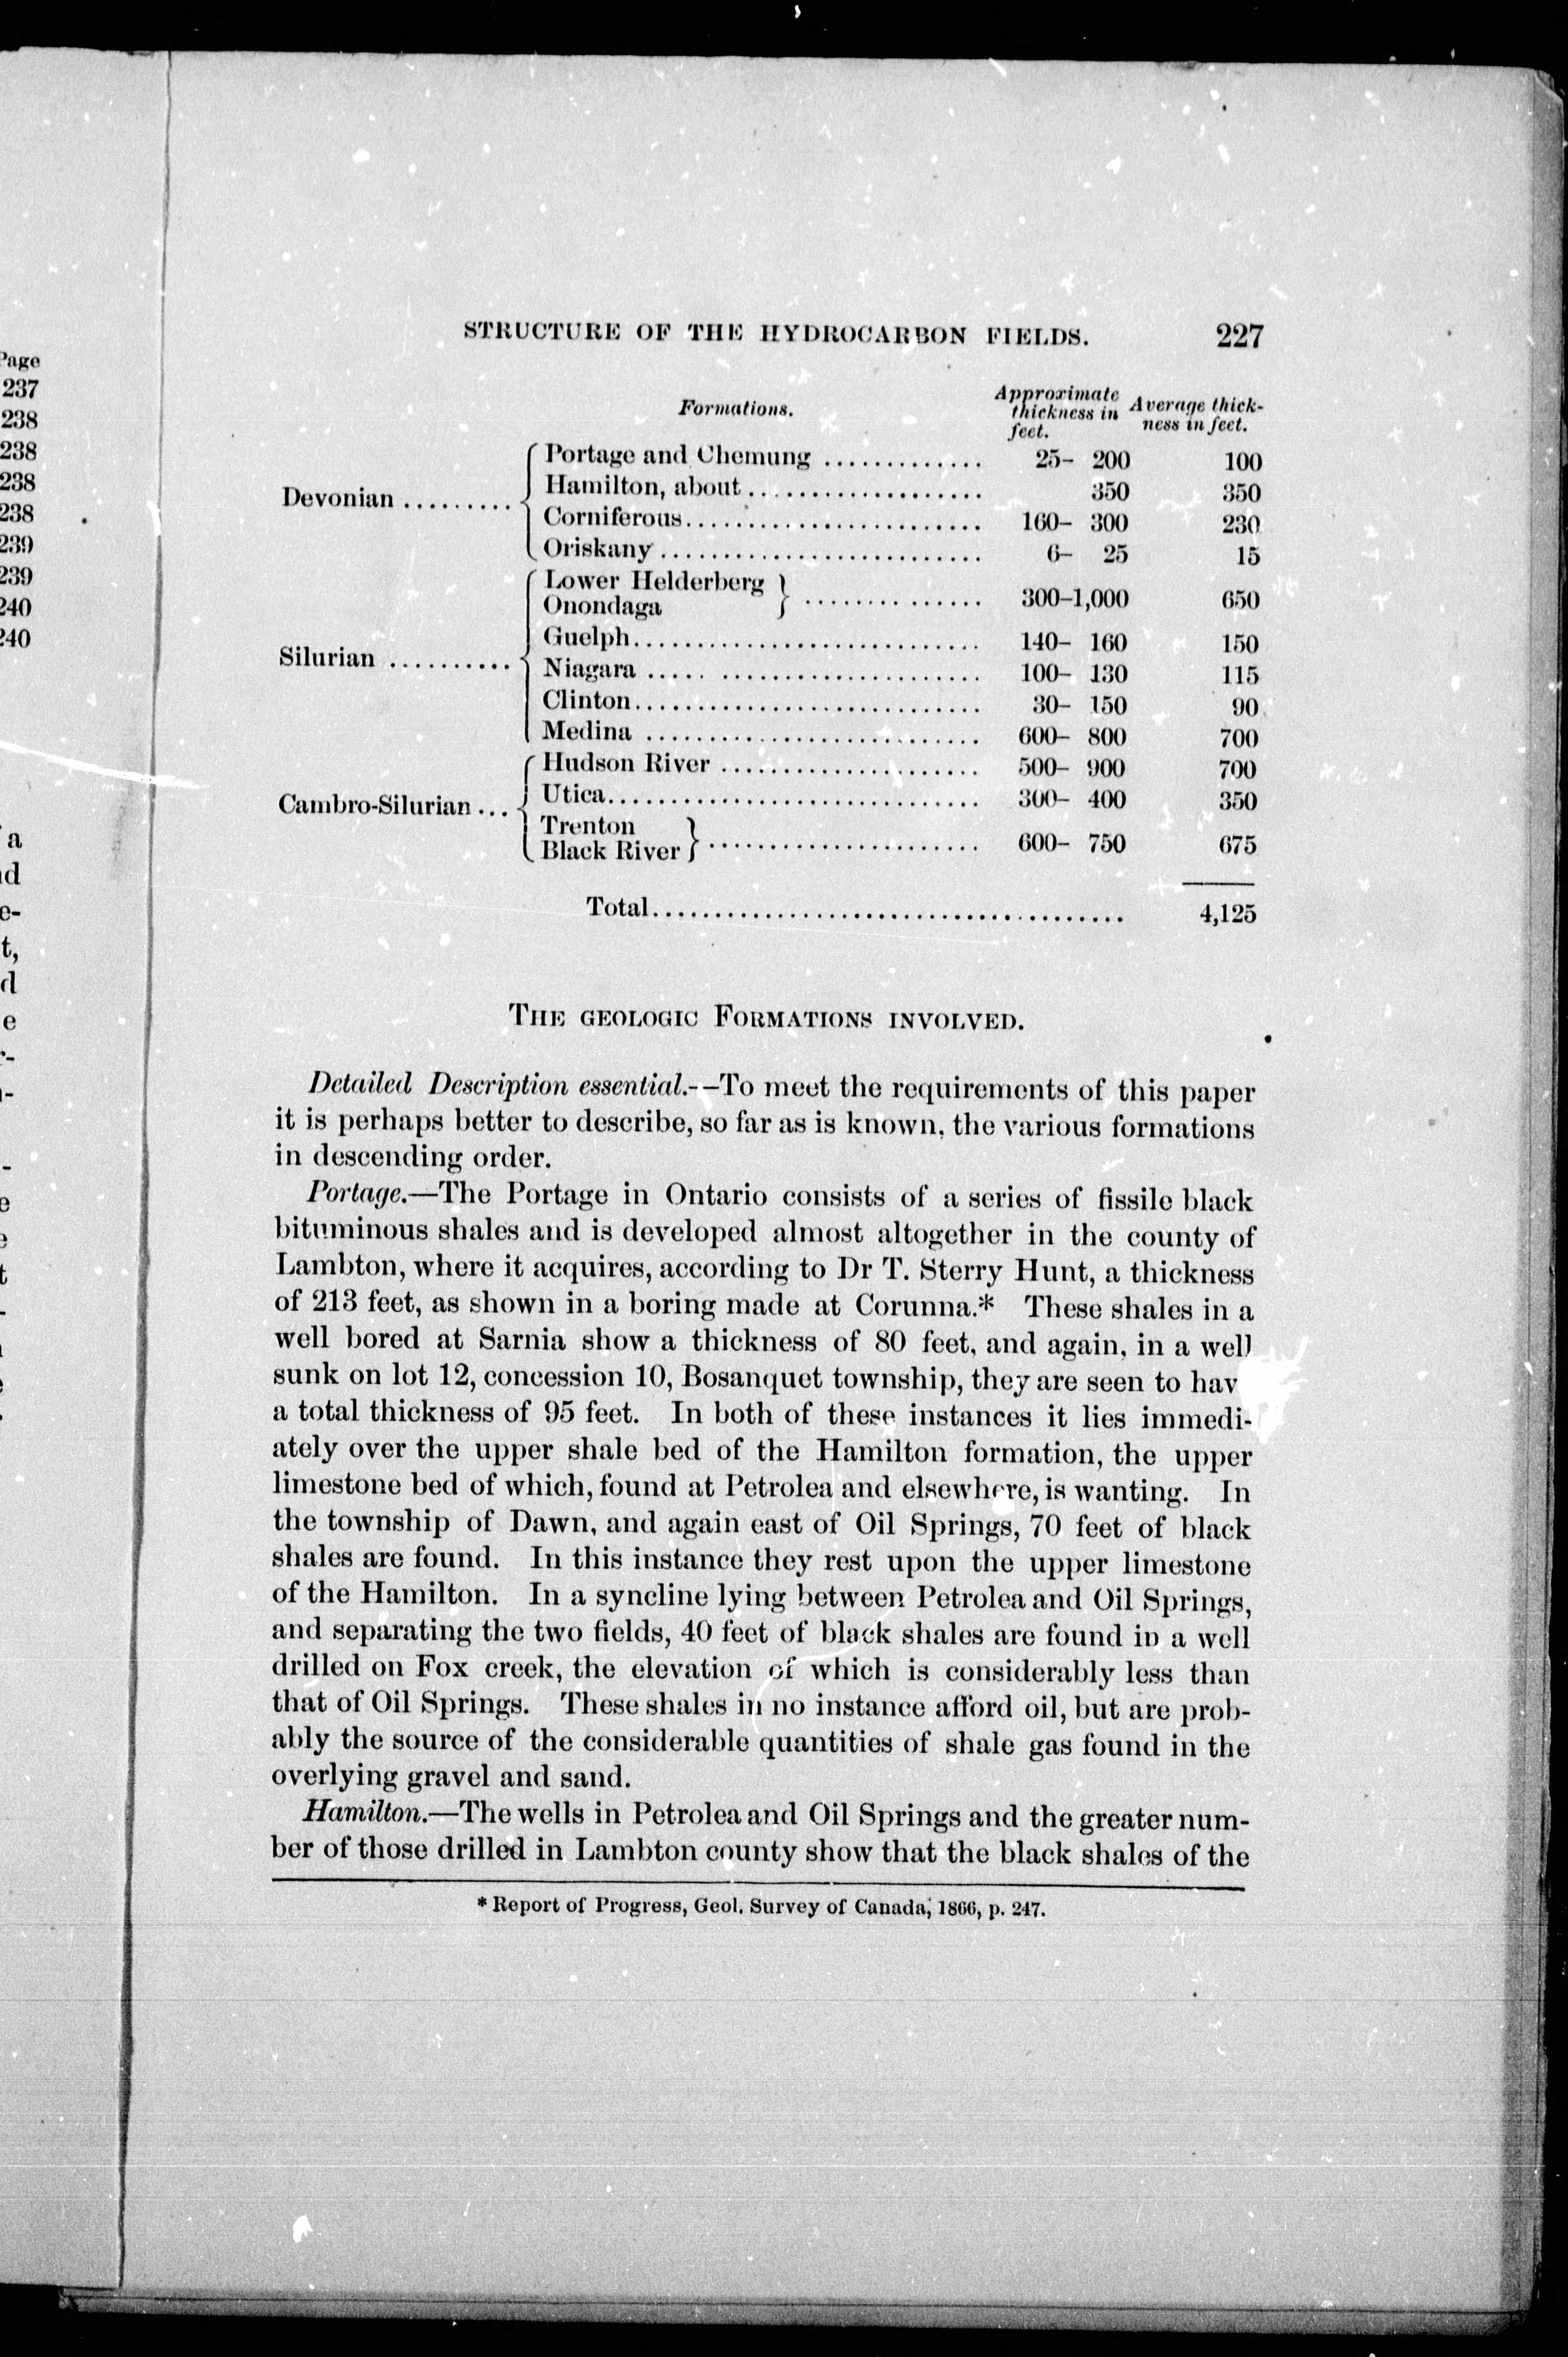 Page
237
238
238
238
238
239
239
240
240
a
e-
t,
d
e
STRUCTURE OF THE HYDROCARBON FIELDS. 227
Formations. Approximate thickness in feet. Average thickness in feet.
Devonian .........
Portage and Chemung ............. 25– 200 100
Hamilton, about................... 350 350
Corniferous........................ 160– 300 230
Oriskany .......................... 6– 25 15
Silurian ..........
Lower Helderberg
Onondaga } .............. 300–1,000 650
Guelph............................ 140– 160 150
Niagara ..... ..................... 100– 130 115
Clinton............................ 30– 150 90
Medina ........................... 600– 800 700
Cambro-Silurian ...
Hudson River ..................... 500– 900 700
Utica.............................. 300– 400 350
Trenton
Black River } ...................... 600– 750 675
Total...................................... 4,125
THE GEOLOGIC FORMATIONS INVOLVED.
Detailed Description essential.--To meet the requirements of this paper
it is perhaps better to describe, so far as is known, the various formations
in descending order.
Portage.—The Portage in Ontario consists of a series of fissile black
bituminous shales and is developed almost altogether in the county of
Lambton, where it acquires, according to Dr T. Sterry Hunt, a thickness
of 213 feet, as shown in a boring made at Corunna.* These shales in a
well bored at Sarnia show a thickness of 80 feet, and again, in a well
sunk on lot 12, concession 10, Bosanquet township, they are seen to hav
a total thickness of 95 feet. In both of these instances it lies immedi-
ately over the upper shale bed of the Hamilton formation, the upper
limestone bed of which, found at Petrolea and elsewhere, is wanting. In
the township of Dawn, and again east of Oil Springs, 70 feet of black
shales are found. In this instance they rest upon the upper limestone
of the Hamilton. In a syncline lying between Petrolea and Oil Springs,
and separating the two fields, 40 feet of black shales are found in a well
drilled on Fox creek, the elevation of which is considerably less than
that of Oil Springs. These shales in no instance afford oil, but are prob-
ably the source of the considerable quantities of shale gas found in the
overlying gravel and sand.
Hamilton.—The wells in Petrolea and Oil Springs and the greater num-
ber of those drilled in Lambton county show that the black shales of the
* Report of Progress, Geol. Survey of Canada, 1866, p. 247.